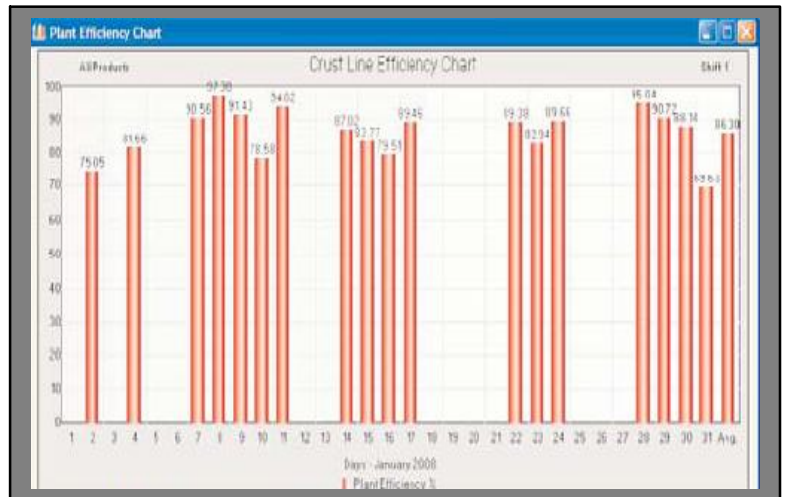 Plant Efficiency Chart
All Products Crust Line Efficiency Chart Shift 1
100
90
80
70
60
50
40
30
20
10
0
75.05 81.66 90.56 97.30 91.43 78.58 94.02 87.02 83.77 79.51 89.46 89.38 82.94 89.66 95.04 90.72 88.14 86.30
1 2 3 4 5 6 7 8 9 10 11 12 13 14 15 16 17 18 19 20 21 22 23 24 25 26 27 28 29 30 31 Avg.
Days - January 2008
Plant Efficiency %